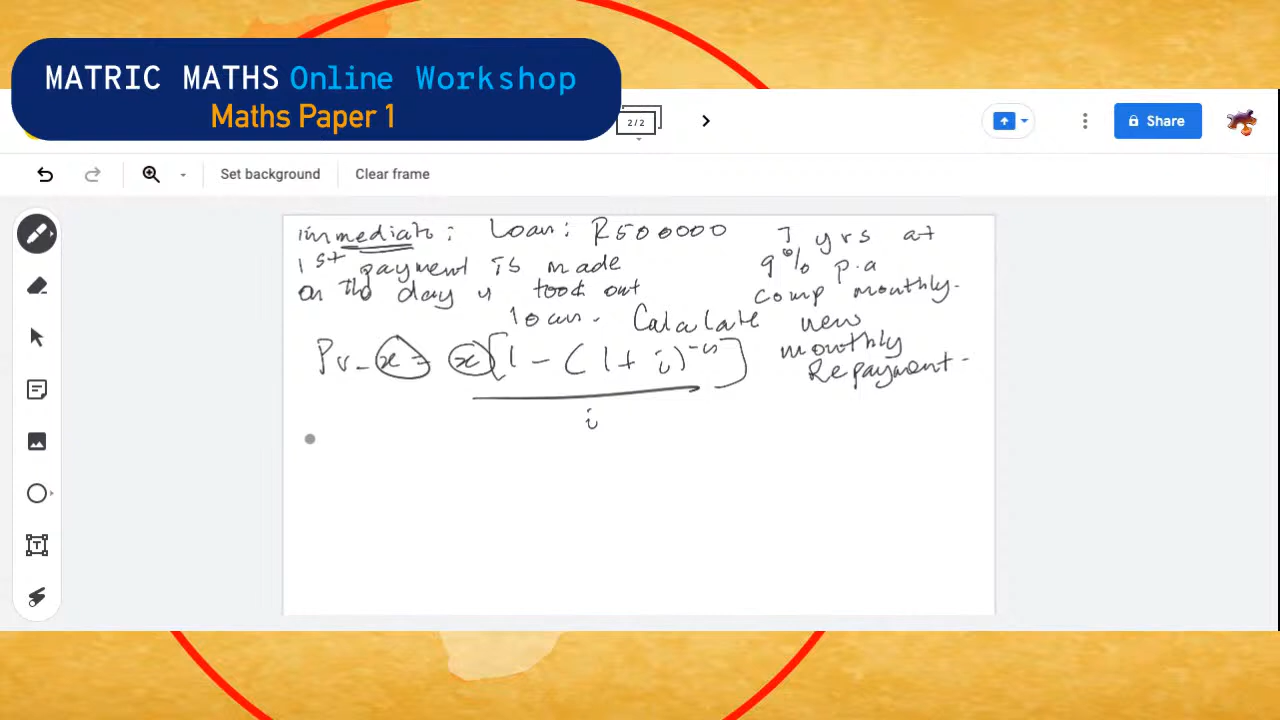 MATRIC MATHS Online Workshop
Maths Paper 1
2/2
Share
Set background
Clear frame
immediate : Loan : R500000 7 yrs at
1st payment is made 9% p.a
on the day u took out comp monthly.
loan. Calculate new
monthly
Repayment -
Pv - x = x[1 - (1 + i)^-n]
i